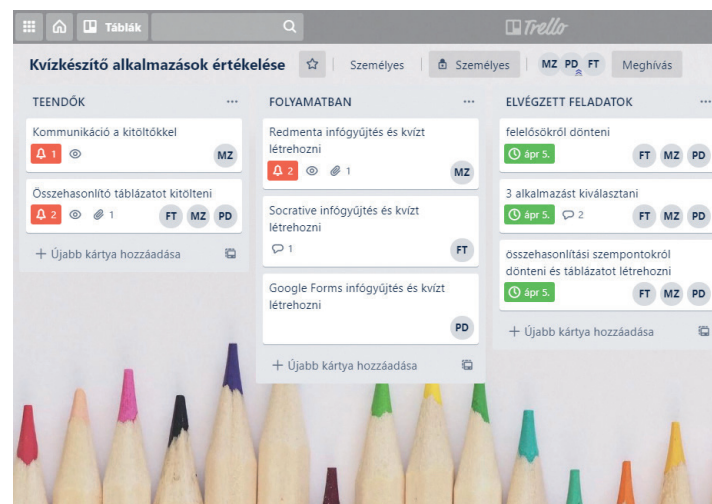 Táblák
Trello
Kvízkészítő alkalmazások értékelése
Személyes
Személyes
MZ PD FT
Meghívás
TEENDŐK
Kommunikáció a kitöltőkkel
1
MZ
Összehasonlító táblázatot kitölteni
2 1
FT MZ PD
+ Újabb kártya hozzáadása
FOLYAMATBAN
Redmenta infógyűjtés és kvízt
létrehozni
2 1
MZ
Socrative infógyűjtés és kvízt
létrehozni
1
FT
Google Forms infógyűjtés és kvízt
létrehozni
PD
+ Újabb kártya hozzáadása
ELVÉGZETT FELADATOK
felelősökről dönteni
ápr 5.
FT MZ PD
3 alkalmazást kiválasztani
ápr 5. 2
FT MZ PD
összehasonlítási szempontokról
dönteni és táblázatot létrehozni
ápr 5.
FT MZ PD
+ Újabb kártya hozzáadása